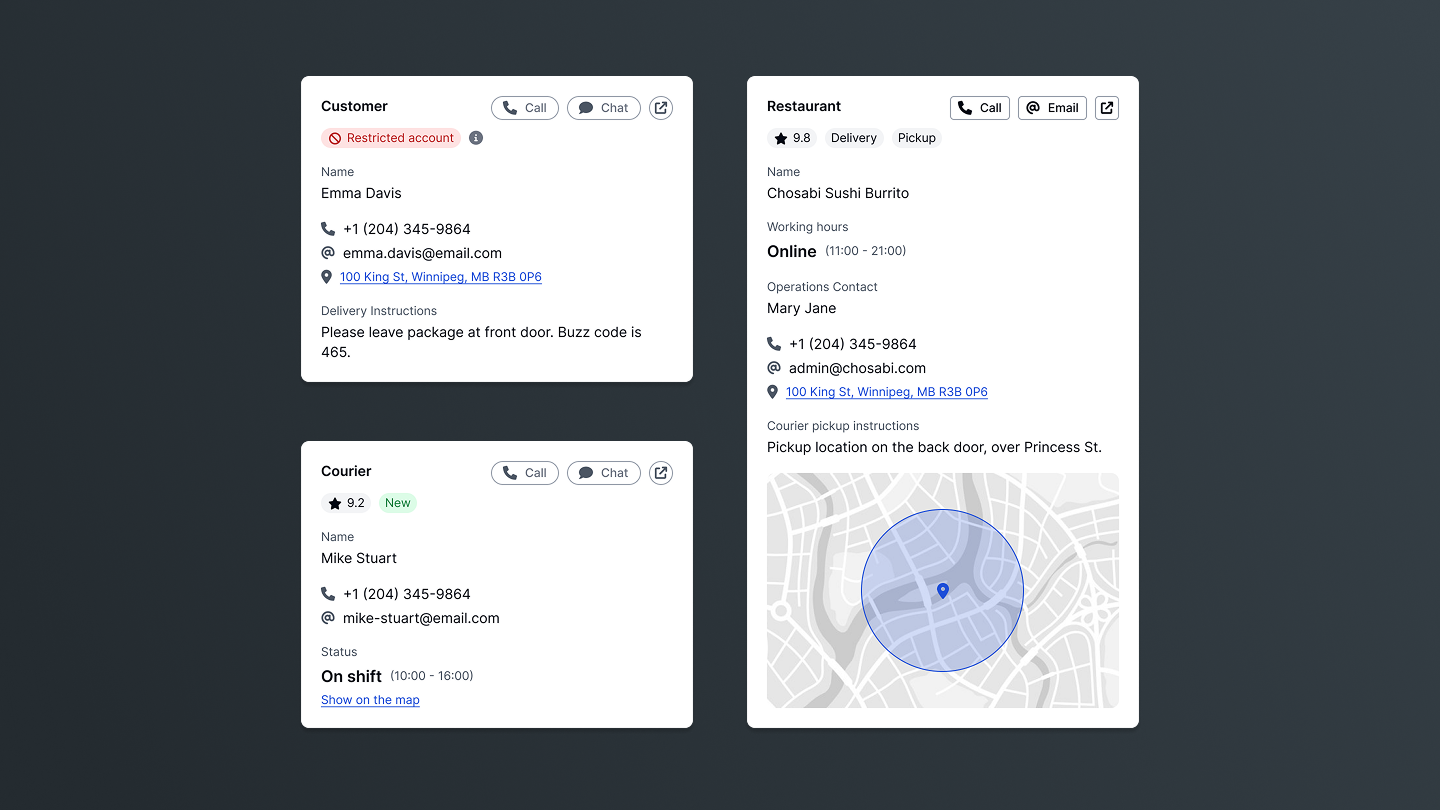 Customer
Call
Chat
Restricted account
Name
Emma Davis
+1 (204) 345-9864
emma.davis@email.com
100 King St, Winnipeg, MB R3B 0P6
Delivery Instructions
Please leave package at front door. Buzz code is
465.
Courier
Call
Chat
9.2
New
Name
Mike Stuart
+1 (204) 345-9864
mike-stuart@email.com
Status
On shift (10:00 - 16:00)
Show on the map
Restaurant
Call
Email
9.8
Delivery
Pickup
Name
Chosabi Sushi Burrito
Working hours
Online (11:00 - 21:00)
Operations Contact
Mary Jane
+1 (204) 345-9864
admin@chosabi.com
100 King St, Winnipeg, MB R3B 0P6
Courier pickup instructions
Pickup location on the back door, over Princess St.